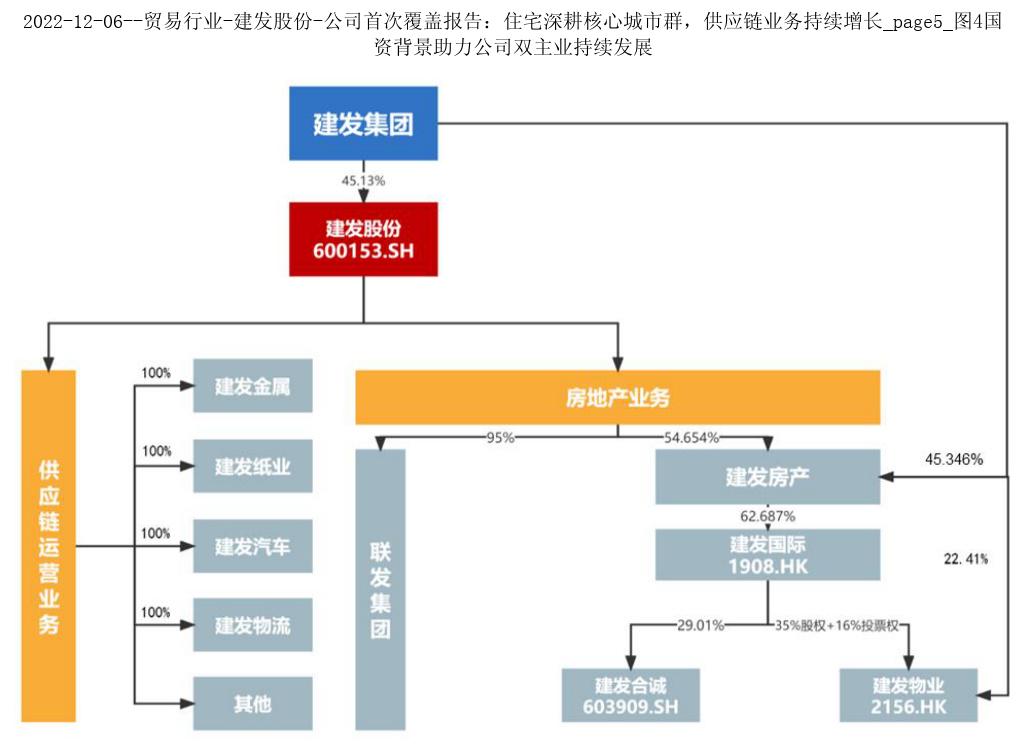 2022-12-06--贸易行业-建发股份-公司首次覆盖报告：住宅深耕核心城市群，供应链业务持续增长_page5_图4国
资背景助力公司双主业持续发展
建发集团
45.13%
建发股份
600153.SH
供应链运营业务
100%
建发金属
100%
建发纸业
100%
建发汽车
100%
建发物流
其他
房地产业务
95%
54.654%
联发集团
建发房产
45.346%
62.687%
建发国际
1908.HK
22.41%
29.01%
35%股权+16%投票权
建发合诚
603909.SH
建发物业
2156.HK